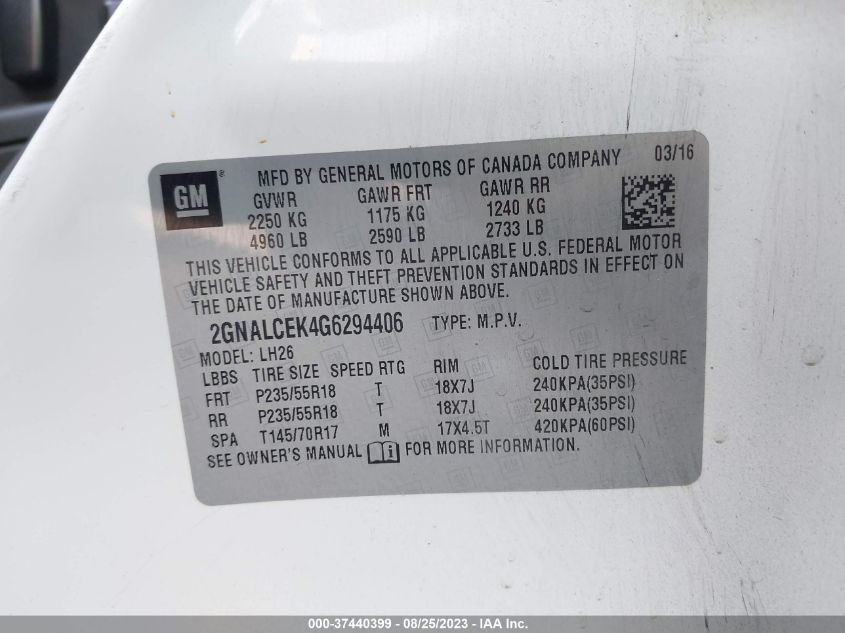 GM ® MFD BY GENERAL MOTORS OF CANADA COMPANY 03/16
GVWR GAWR FRT GAWR RR
2250 KG 1175 KG 1240 KG
4960 LB 2590 LB 2733 LB
THIS VEHICLE CONFORMS TO ALL APPLICABLE U.S. FEDERAL MOTOR
VEHICLE SAFETY AND THEFT PREVENTION STANDARDS IN EFFECT ON
THE DATE OF MANUFACTURE SHOWN ABOVE.
2GNALCEK4G6294406 TYPE: M.P.V.
MODEL: LH26
LBBS TIRE SIZE SPEED RTG RIM COLD TIRE PRESSURE
FRT P235/55R18 T 18X7J 240KPA(35PSI)
RR P235/55R18 T 18X7J 240KPA(35PSI)
SPA T145/70R17 M 17X4.5T 420KPA(60PSI)
SEE OWNER'S MANUAL i FOR MORE INFORMATION.
000-37440399 - 08/25/2023 - IAA Inc.